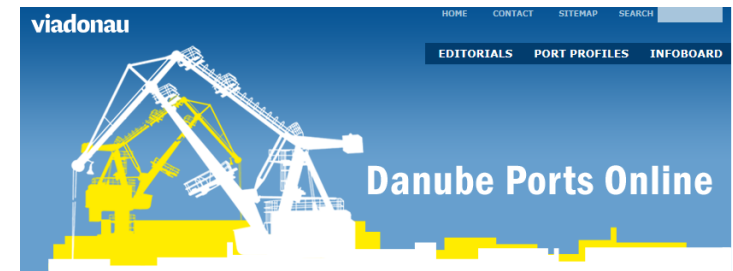 HOME CONTACT SITEMAP SEARCH
viadonau
EDITORIALS PORT PROFILES INFOBOARD
Danube Ports Online